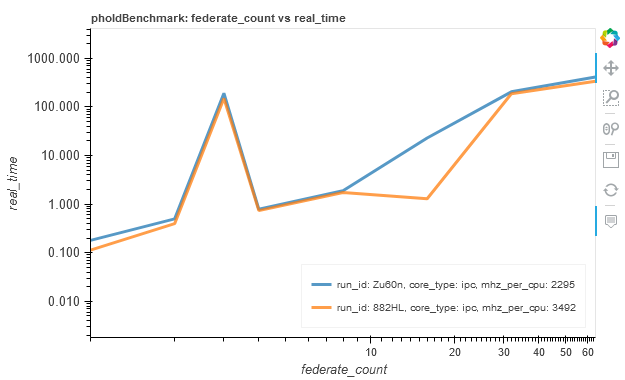 pholdBenchmark: federate_count vs real_time
real_time
1000.000
100.000
10.000
1.000
0.100
0.010
run_id: Zu60n, core_type: ipc, mhz_per_cpu: 2295
run_id: 882HL, core_type: ipc, mhz_per_cpu: 3492
10 20 30 40 50 60
federate_count